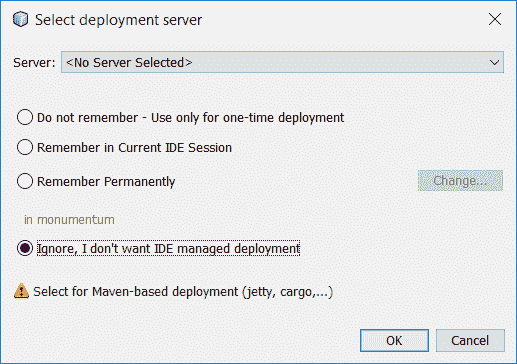 Select deployment server
Server: <No Server Selected>
Do not remember - Use only for one-time deployment
Remember in Current IDE Session
Remember Permanently Change...
in monumentum
Ignore, I don't want IDE managed deployment
Select for Maven-based deployment (jetty, cargo,...)
OK Cancel